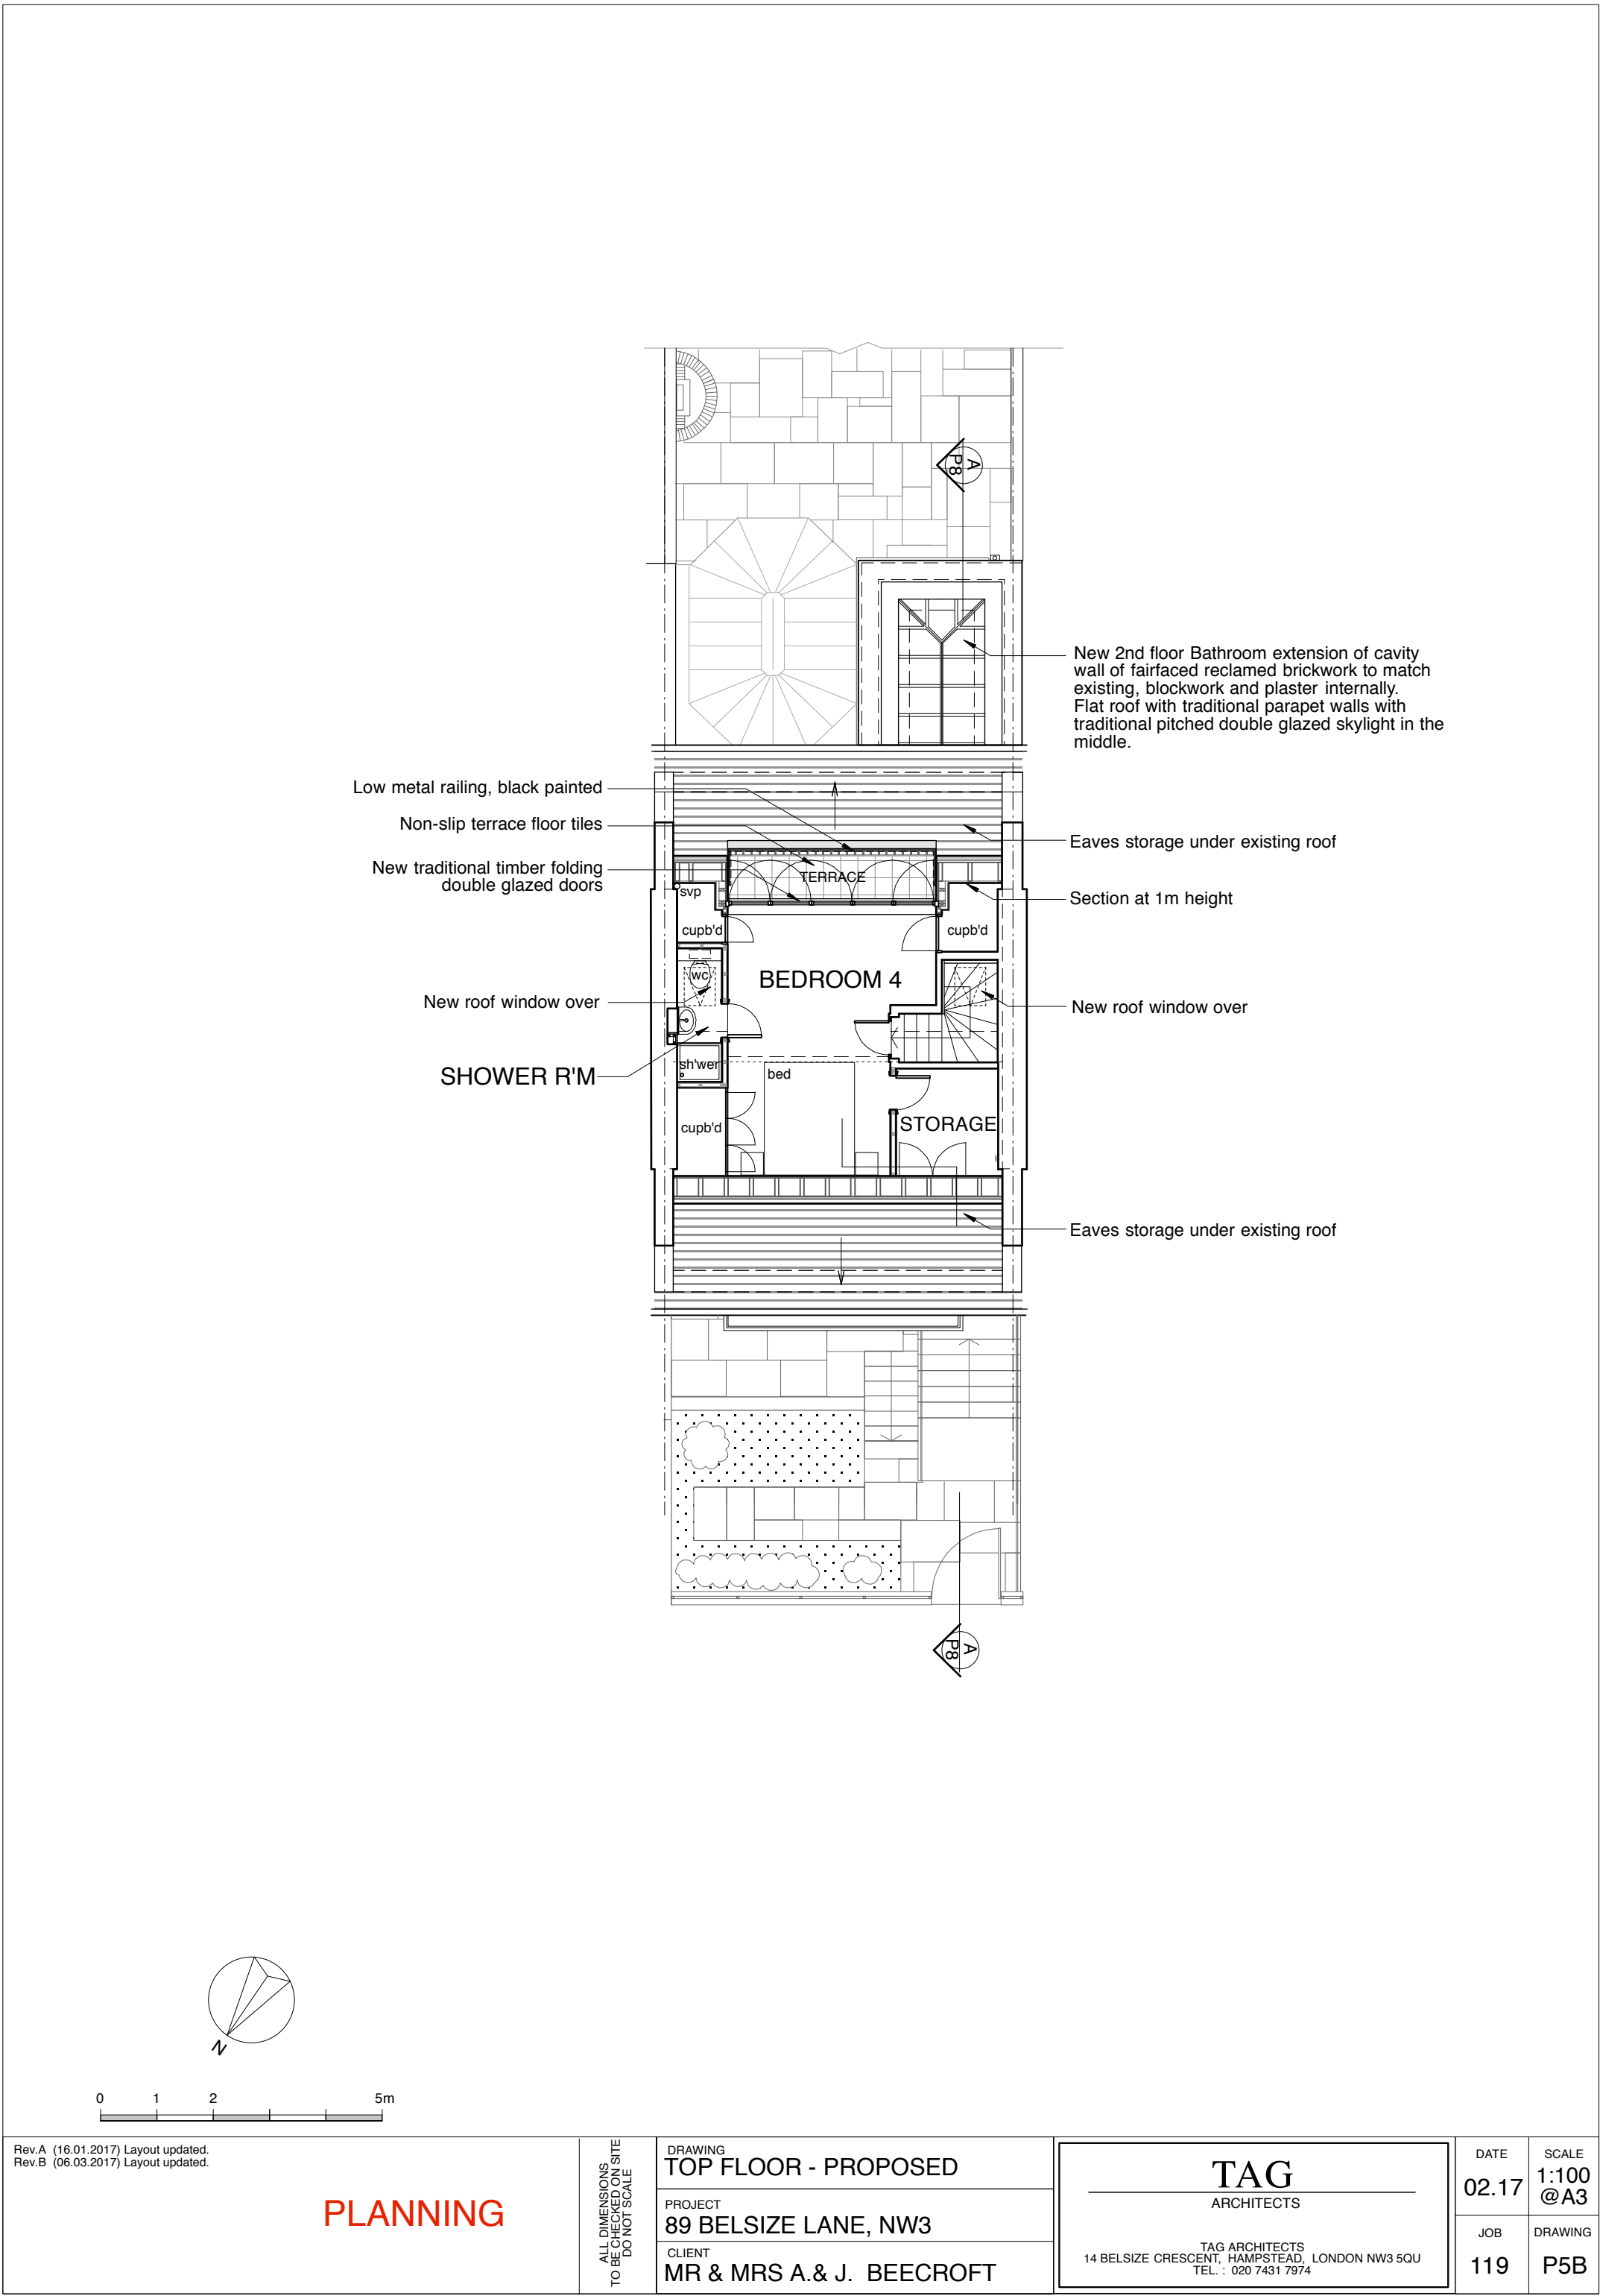 A
P8
New 2nd floor Bathroom extension of cavity
wall of fairfaced reclamed brickwork to match
existing, blockwork and plaster internally.
Flat roof with traditional parapet walls with
traditional pitched double glazed skylight in the
middle.
Low metal railing, black painted
Non-slip terrace floor tiles
Eaves storage under existing roof
New traditional timber folding
double glazed doors
TERRACE
svp
Section at 1m height
cupb'd
cupb'd
BEDROOM 4
WC
New roof window over
New roof window over
SHOWER R'M
sh'wer
bed
cupb'd
STORAGE
Eaves storage under existing roof
A
P8
N
0 1 2 5m
Rev.A (16.01.2017) Layout updated.
Rev.B (06.03.2017) Layout updated.
PLANNING
ALL DIMENSIONS
TO BE CHECKED ON SITE
DO NOT SCALE
DRAWING
TOP FLOOR - PROPOSED
PROJECT
89 BELSIZE LANE, NW3
CLIENT
MR & MRS A.& J. BEECROFT
TAG
ARCHITECTS
TAG ARCHITECTS
14 BELSIZE CRESCENT, HAMPSTEAD, LONDON NW3 5QU
TEL. : 020 7431 7974
DATE
02.17
SCALE
1:100
@A3
JOB
119
DRAWING
P5B